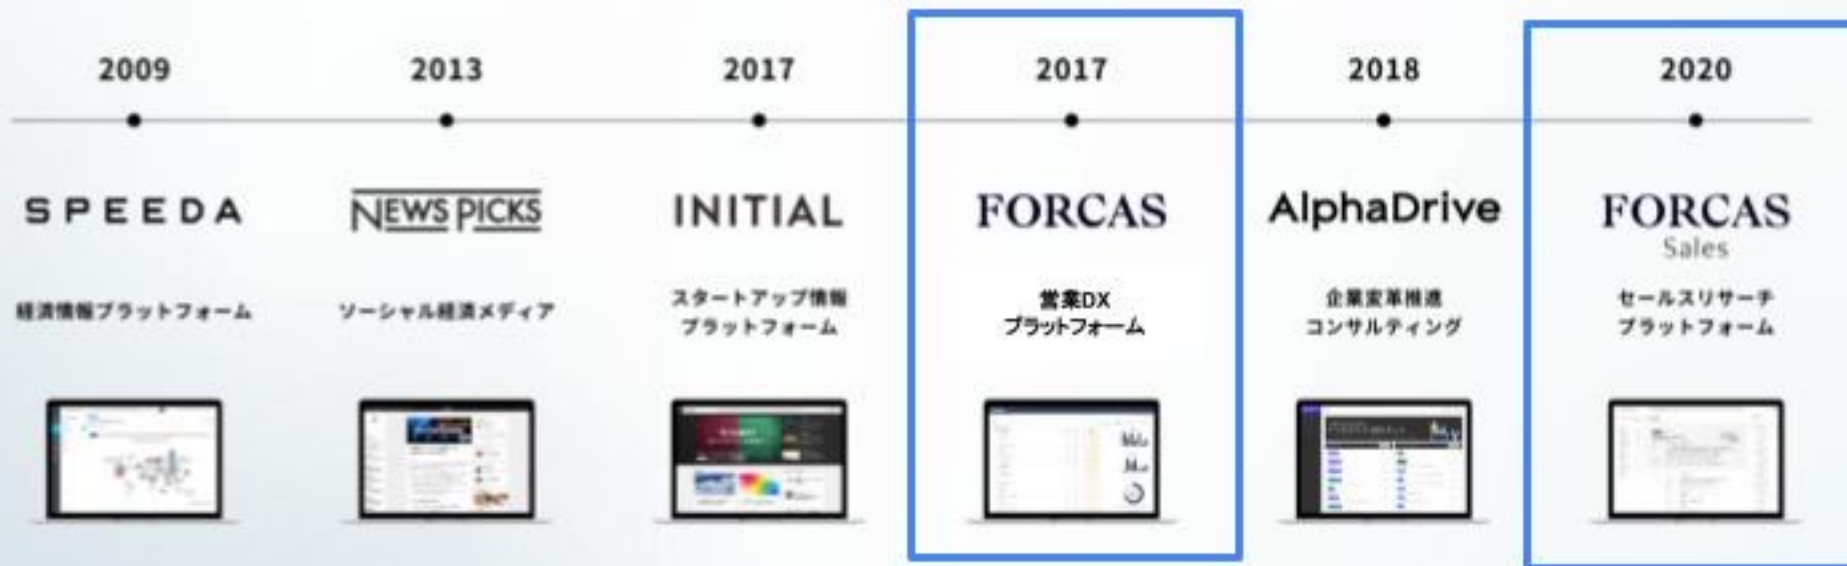 2009
SPEEDA
経済情報プラットフォーム
2013
NEWS PICKS
ソーシャル経済メディア
2017
INITIAL
スタートアップ情報
プラットフォーム
2017
FORCAS
営業DX
プラットフォーム
2018
AlphaDrive
企業変革推進
コンサルティング
2020
FORCAS
Sales
セールスリサーチ
プラットフォーム